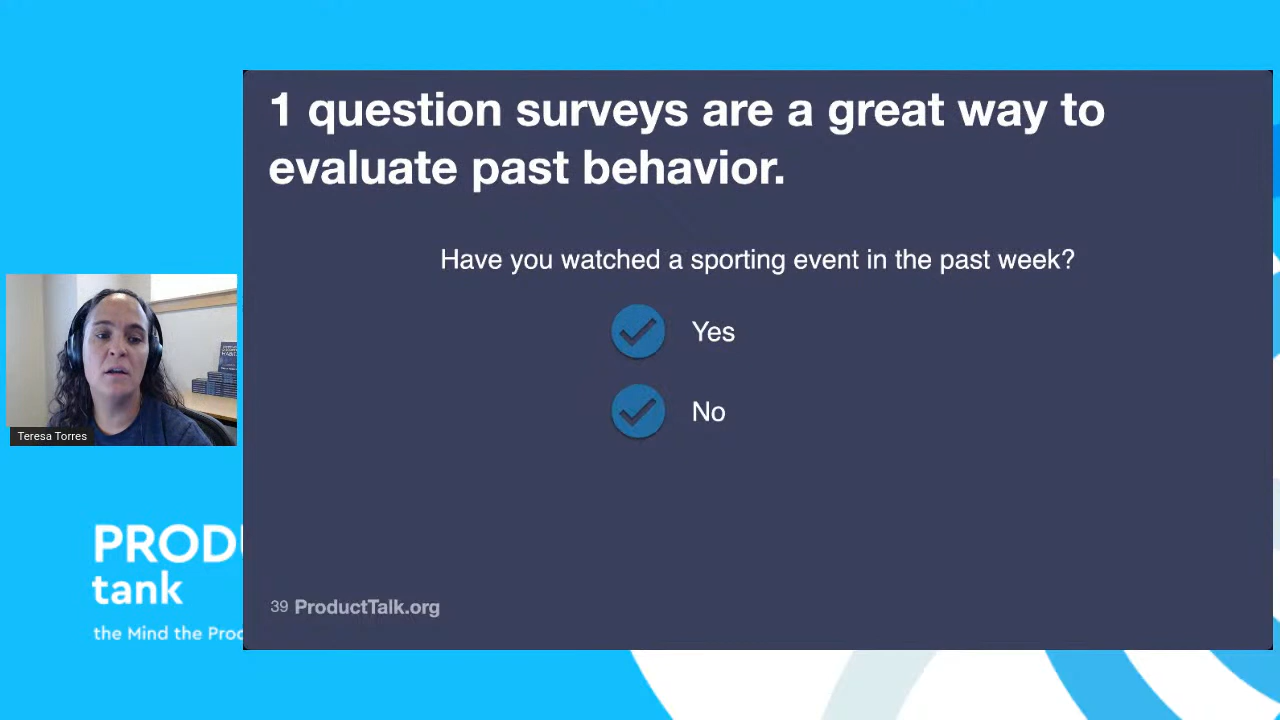 1 question surveys are a great way to
evaluate past behavior.
Have you watched a sporting event in the past week?
Yes
No
Teresa Torres
PRODU
tank
the Mind the Proc
39 ProductTalk.org